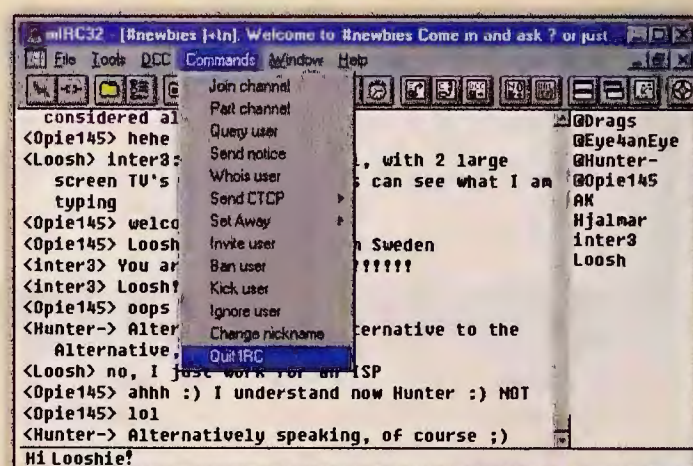 mIRC32 - [#newbies [+tn]. Welcome to #newbies Come in and ask ? or just
File Tools DCC Commands Window Help
Join channel
Part channel
Query user
Send notice
Whois user
Send CTCP
Set Away
Invite user
Ban user
Kick user
Ignore user
Change nickname
Quit IRC
considered al
<Opie145> hehe
<Loosh> inter3: l, with 2 large
screen TV's s can see what I am
typing
<Opie145> welco
<Opie145> Loosh n Sweden
<inter3> You ar !!!!!!
<inter3> Loosh!
<Opie145> oops
<Hunter-> Alter ternative to the
Alternative,
<Loosh> no, I just work for an ISP
<Opie145> ahhh :) I understand now Hunter :) NOT
<Opie145> lol
<Hunter-> Alternatively speaking, of course ;)
Hi Looshie!
@Drags
@Eye4anEye
@Hunter-
@Opie145
AK
Hjalmar
inter3
Loosh